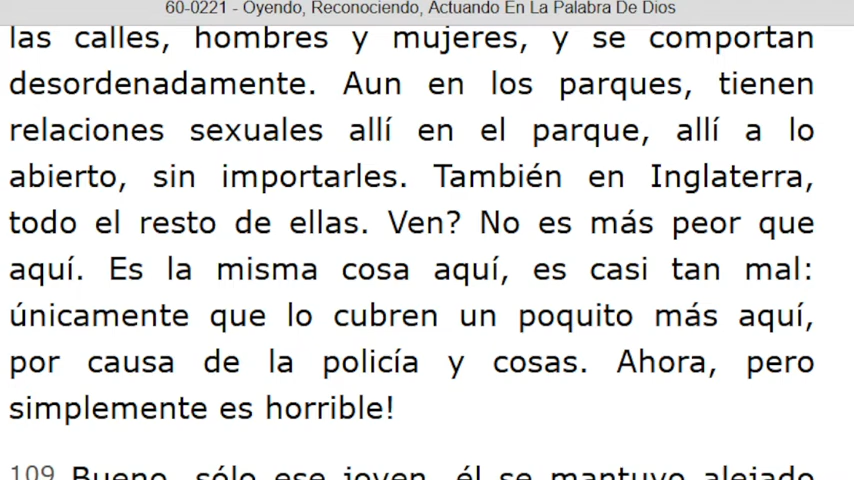 60-0221 - Oyendo, Reconociendo, Actuando En La Palabra De Dios
las calles, hombres y mujeres, y se comportan
desordenadamente. Aun en los parques, tienen
relaciones sexuales allí en el parque, allí a lo
abierto, sin importarles. También en Inglaterra,
todo el resto de ellas. Ven? No es más peor que
aquí. Es la misma cosa aquí, es casi tan mal:
únicamente que lo cubren un poquito más aquí,
por causa de la policía y cosas. Ahora, pero
simplemente es horrible!
109 Bueno, sólo ese joven, él se mantuvo alejado